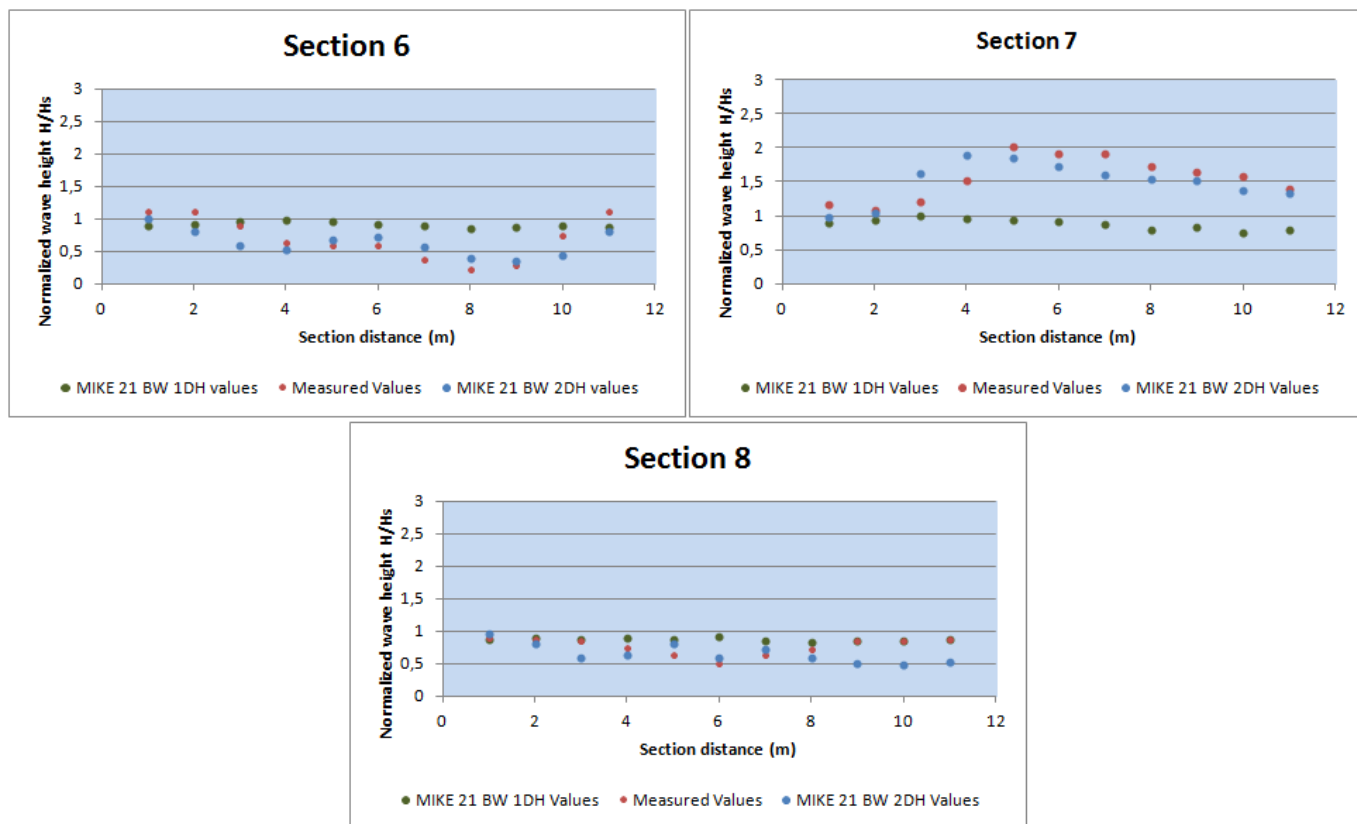 Section 6
Normalized wave height H/Hs
3
2,5
2
1,5
1
0,5
0
0 2 4 6 8 10 12
Section distance (m)
MIKE 21 BW 1DH values Measured Values MIKE 21 BW 2DH values
Section 7
Normalized wave height H/Hs
3
2,5
2
1,5
1
0,5
0
0 2 4 6 8 10 12
Section distance (m)
MIKE 21 BW 1DH Values Measured Values MIKE 21 BW 2DH Values
Section 8
Normalized wave height H/Hs
3
2,5
2
1,5
1
0,5
0
0 2 4 6 8 10 12
Section distance (m)
MIKE 21 BW 1DH Values Measured Values MIKE 21 BW 2DH Values